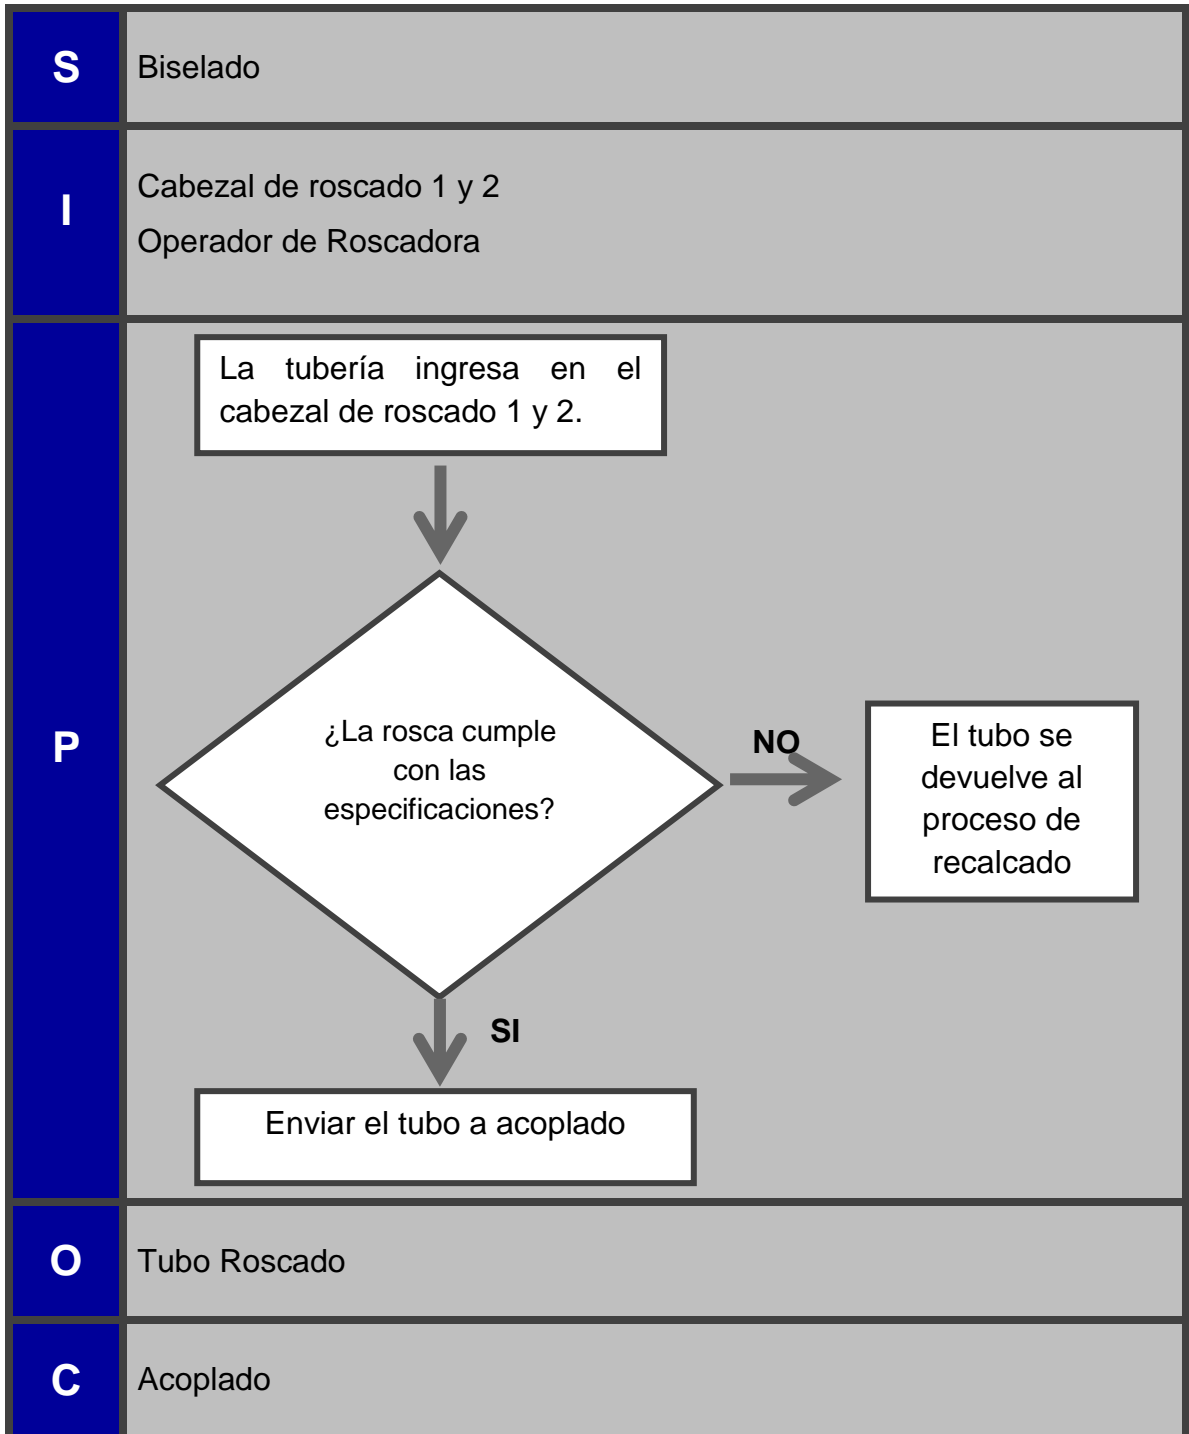 S
Biselado
I
Cabezal de roscado 1 y 2
Operador de Roscadora
P
La tubería ingresa en el
cabezal de roscado 1 y 2.
¿La rosca cumple
con las
especificaciones?
NO
El tubo se
devuelve al
proceso de
recalcado
SI
Enviar el tubo a acoplado
O
Tubo Roscado
C
Acoplado